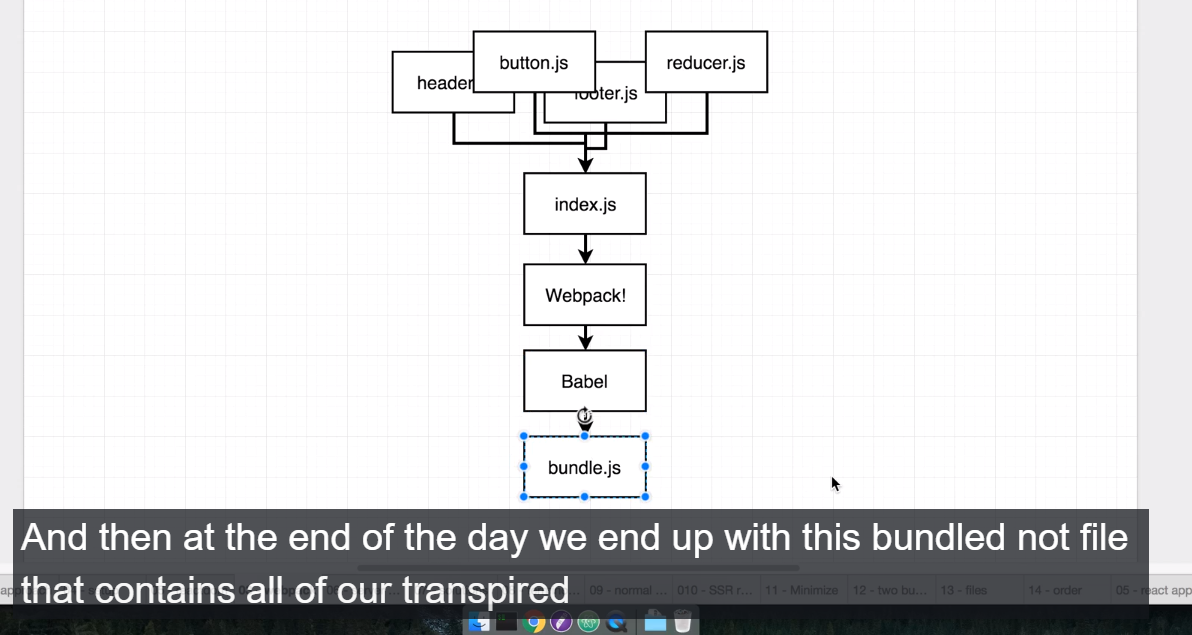 button.js
reducer.js
header
footer.js
index.js
Webpack!
Babel
bundle.js
And then at the end of the day we end up with this bundled not file
that contains all of our transpired
09 - normal ...
010 - SSR r...
11 - Minimize
12 - two bu...
13 - files
14 - order
05 - react app